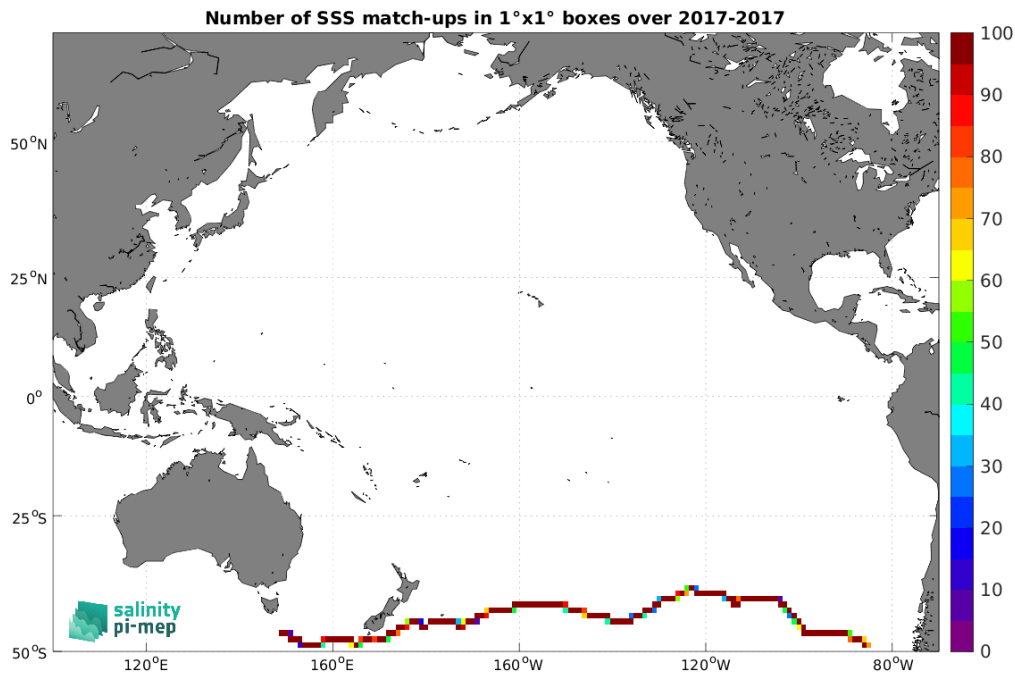 Number of SSS match-ups in 1°x1° boxes over 2017-2017
100
90
80
70
60
50
40
30
20
10
0
50°N
25°N
0°
25°S
50°S
120°E
160°E
160°W
120°W
80°W
salinity
pi-mep